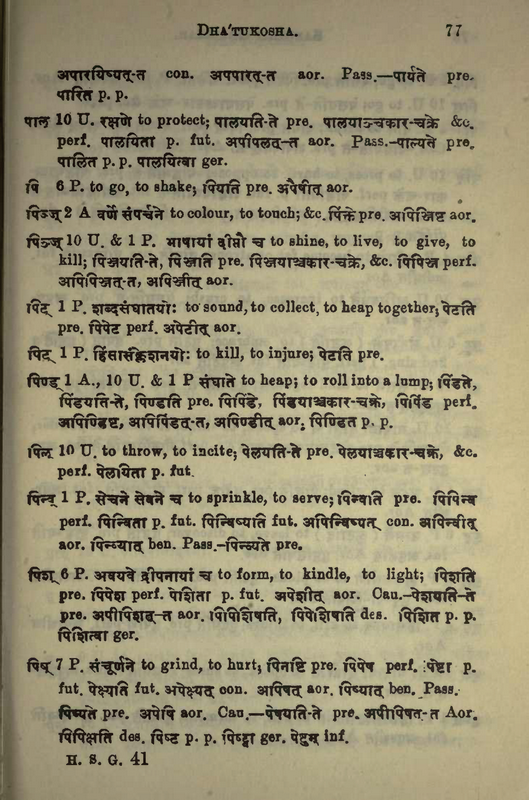 DHA'TUKOSHA. 77
अपारयिष्यत्-त con. अपपारत्-त aor. Pass.—पार्यते pre.
पारित p. p.
पाल् 10 U. रक्षणे to protect; पालयति-ते pre. पालयाञ्चकार-चक्रे &c.
perf. पालयिता p. fut. अपीपलत्-त aor. Pass.-पाल्यते pre.
पालित p. p. पालयित्वा ger.
पि 6 P. to go, to shake; पियति pre. अपैषीत् aor.
पिञ्ज् 2 A वर्णे संपर्चने to colour, to touch; &c. पिंक्ते pre. आपिञ्जिष्ट aor.
पिञ्ज् 10 U. & 1 P. भाषायां दीप्तौ च to shine, to live, to give, to
kill; पिञ्जयति-ते, पिञ्जति pre. पिञ्जयाञ्चकार-चक्रे, &c. पिपिञ्ज perf.
अपिपिञ्जत्-त, अपिञ्जीत् aor.
पिट् 1 P. शब्दसंघातयोः to sound, to collect, to heap together; पेटति
pre. पिपेट perf. अपेटीत् aor.
पिट् 1 P. हिंसासंक्लेशनयोः to kill, to injure; पेटति pre.
पिण्ड् 1 A., 10 U. & 1 P संघाते to heap; to roll into a lump; पिंडते,
पिंडयति-ते, पिण्डति pre. पिपिंडे, पिंडयाञ्चकार-चक्रे, पिपिंड perf.
अपिण्डिष्ट, आपिपिंडत्-त, अपिण्डीत् aor. पिण्डित p. p.
पिल् 10 U. to throw, to incite; पेलयति-ते pre. पेलयाञ्चकार-चक्रे, &c.
perf. पेलयिता p. fut.
पिन्व् 1 P. सेचने सेवने च to sprinkle, to serve; पिन्वति pre. पिपिन्व
perf. पिन्विता p. fut. पिन्विष्यति fut. अपिन्विष्यत् con. अपिन्वीत्
aor. पिन्व्यात् ben. Pass.-पिन्व्यते pre.
पिश् 6 P. अवयवे दीपनायां च to form, to kindle, to light; पिशति
pre. पिपेश perf. पेशिता p. fut. अपेशीत् aor. Cau.-पेशयति-ते
pre. अपीपिशत्-त aor. पिपिशिषति, पिपेशिषति des. पिशित p. p.
पिशित्वा ger.
पिष् 7 P. संचूर्णने to grind, to hurt; पिनष्टि pre. पिपेष perf. पेष्टा p.
fut. पेक्ष्यति fut. अपेक्ष्यत् con. अपिषत् aor. पिष्यात् ben. Pass.
पिष्यते pre. अपेषि aor. Cau.—पेषयति-ते pre. अपीपिषत्-त Aor.
पिपिक्षति des. पिष्ट p. p. पिष्ट्वा ger. पेष्टुम् inf.
H. S. G. 41